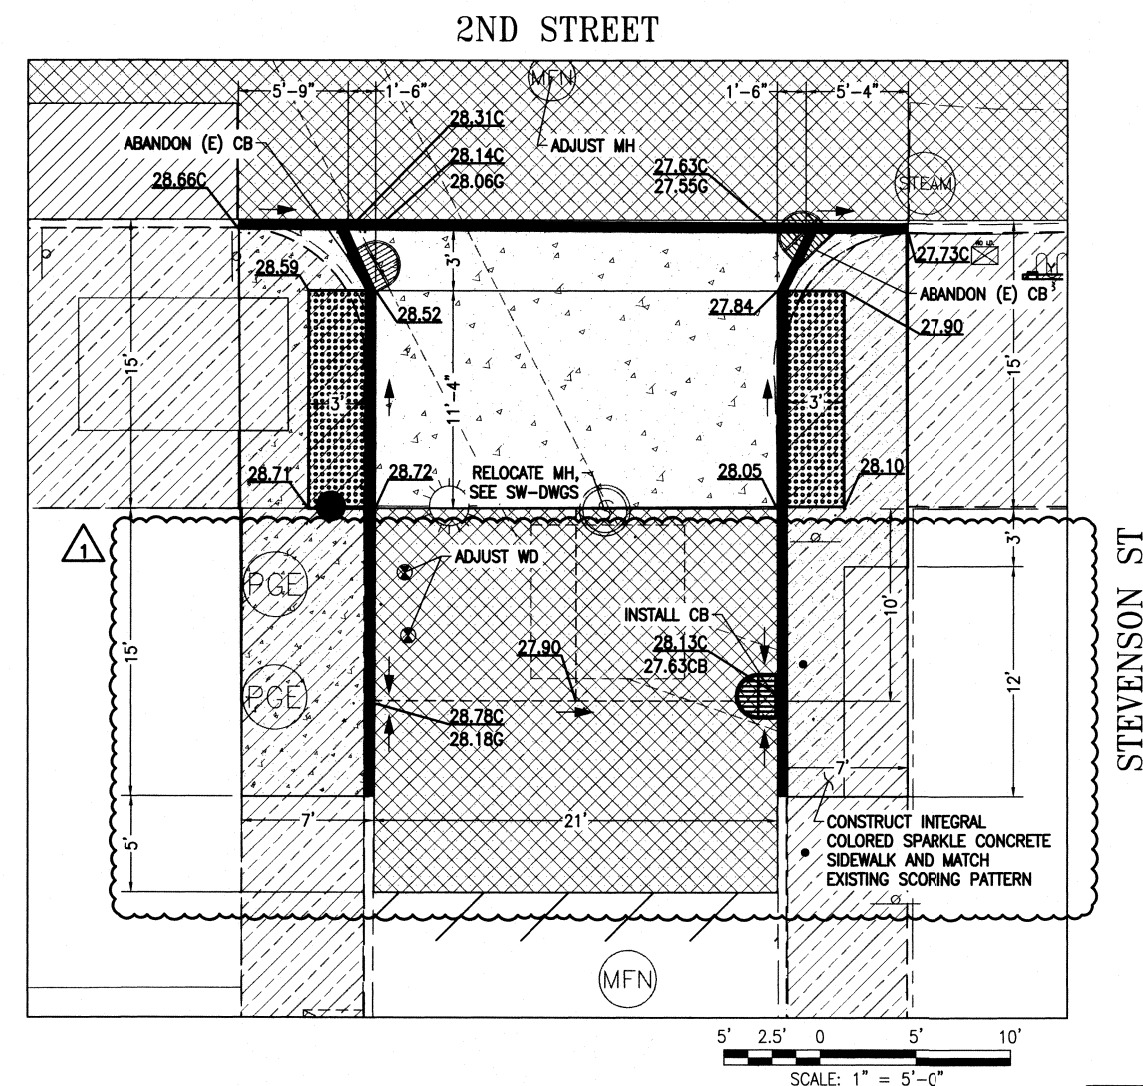 2ND STREET
MFN
5'-9"
1'-6"
1'-6"
5'-4"
28.31C
ABANDON (E) CB
ADJUST MH
28.14C
28.06G
27.63C
27.55G
28.66C
STEAM
28.59
3'
27.73C
ABANDON (E) CB
28.52
27.84
27.90
15'
15'
3'
11'-4"
3'
28.71
28.72
RELOCATE MH,
SEE SW-DWGS
28.05
28.10
S
1
3'
PGE
ADJUST WD
10'
INSTALL CB
28.13C
27.63CB
27.90
15'
12'
PGE
28.78C
28.18G
STEVENSON ST
7'
7'
21'
5'
CONSTRUCT INTEGRAL
COLORED SPARKLE CONCRETE
SIDEWALK AND MATCH
EXISTING SCORING PATTERN
MFN
5' 2.5' 0 5' 10'
SCALE: 1" = 5'-0"